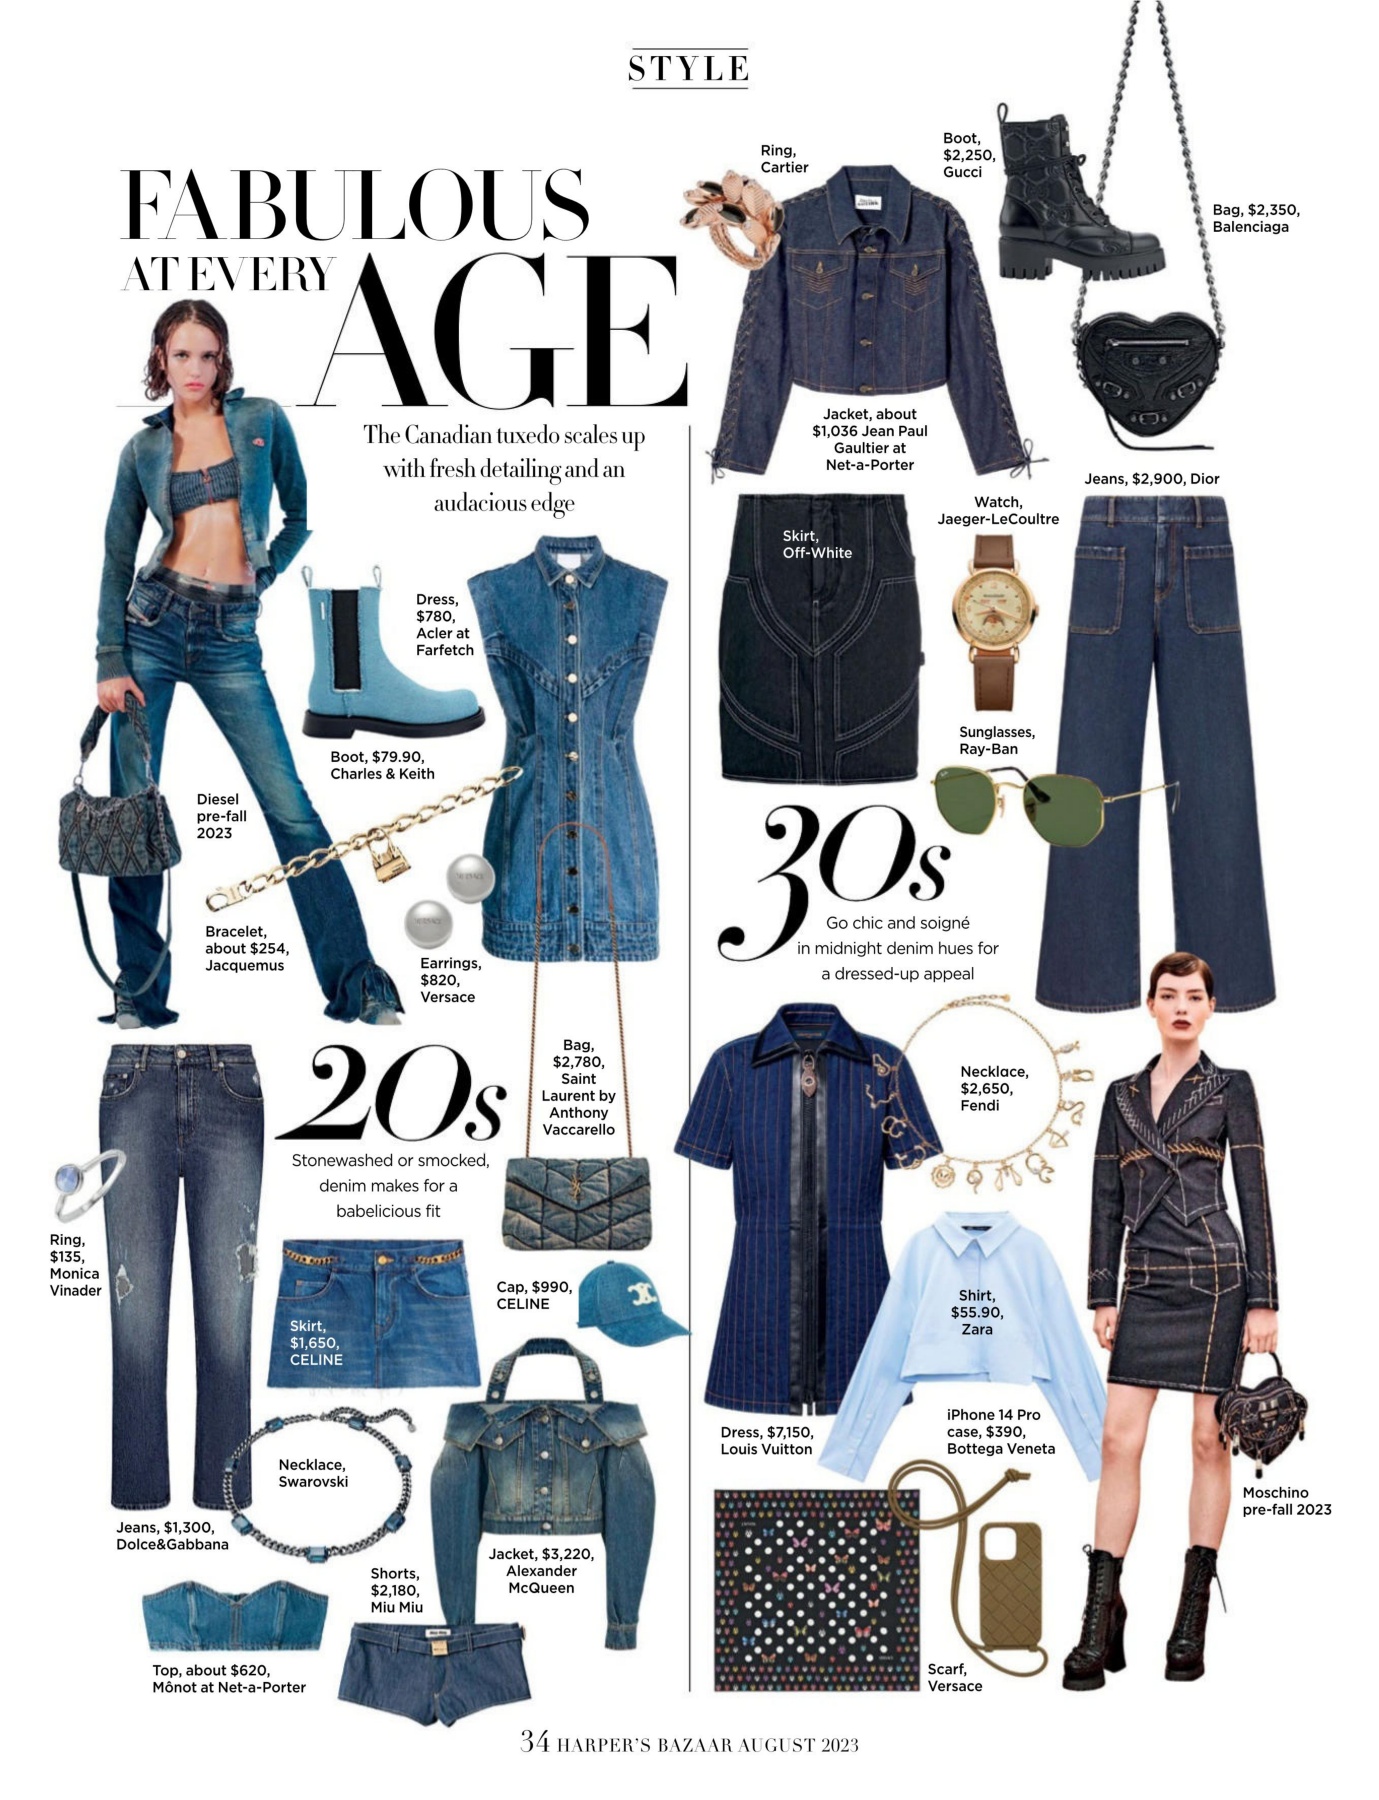 STYLE
FABULOUS
AT EVERY
AGE
The Canadian tuxedo scales up
with fresh detailing and an
audacious edge
Dress,
$780,
Acler at
Farfetch
Boot, $79.90,
Charles & Keith
Diesel
pre-fall
2023
Bracelet,
about $254,
Jacquemus
Earrings,
$820,
Versace
20s
Stonewashed or smocked,
denim makes for a
babelicious fit
Bag,
$2,780,
Saint
Laurent by
Anthony
Vaccarello
Ring,
$135,
Monica
Vinader
Skirt,
$1,650,
CELINE
Cap, $990,
CELINE
Necklace,
Swarovski
Jeans, $1,300,
Dolce&Gabbana
Jacket, $3,220,
Alexander
McQueen
Shorts,
$2,180,
Miu Miu
Top, about $620,
Mônot at Net-a-Porter
Ring,
Cartier
Boot,
$2,250,
Gucci
Bag, $2,350,
Balenciaga
Jacket, about
$1,036 Jean Paul
Gaultier at
Net-a-Porter
Jeans, $2,900, Dior
Skirt,
Off-White
Watch,
Jaeger-LeCoultre
Sunglasses,
Ray-Ban
30s
Go chic and soigné
in midnight denim hues for
a dressed-up appeal
Necklace,
$2,650,
Fendi
Shirt,
$55.90,
Zara
Dress, $7,150,
Louis Vuitton
iPhone 14 Pro
case, $390,
Bottega Veneta
Moschino
pre-fall 2023
Scarf,
Versace
34 HARPER'S BAZAAR AUGUST 2023